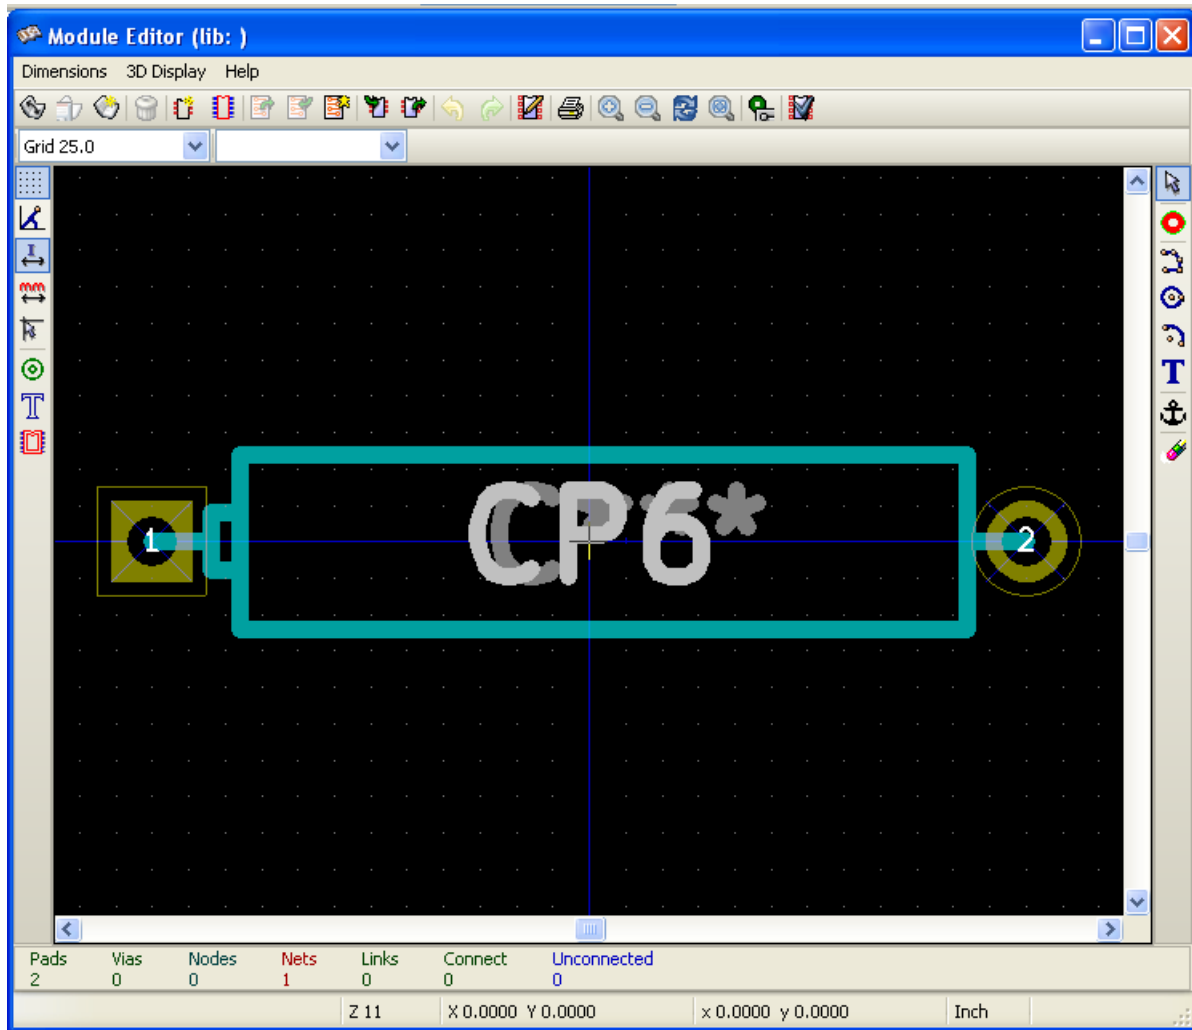 Module Editor (lib: )
Dimensions 3D Display Help
Grid 25.0
I
mm
T
T
CP6
1
2
Pads Vias Nodes Nets Links Connect Unconnected
2 0 0 1 0 0 0
Z 11 X 0.0000 Y 0.0000 x 0.0000 y 0.0000 Inch